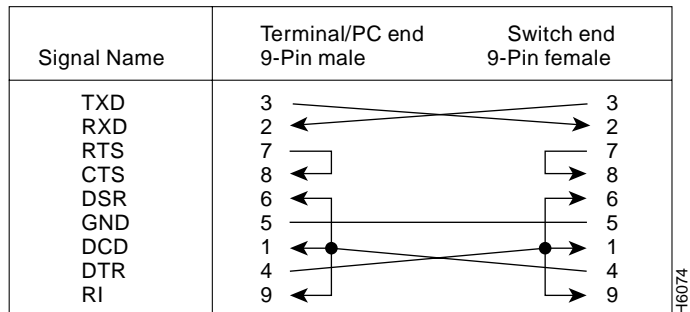 Terminal/PC end Switch end
Signal Name 9-Pin male 9-Pin female
TXD 3 3
RXD 2 2
RTS 7 7
CTS 8 8
DSR 6 6
GND 5 5
DCD 1 1
DTR 4 4
RI 9 9
H6074